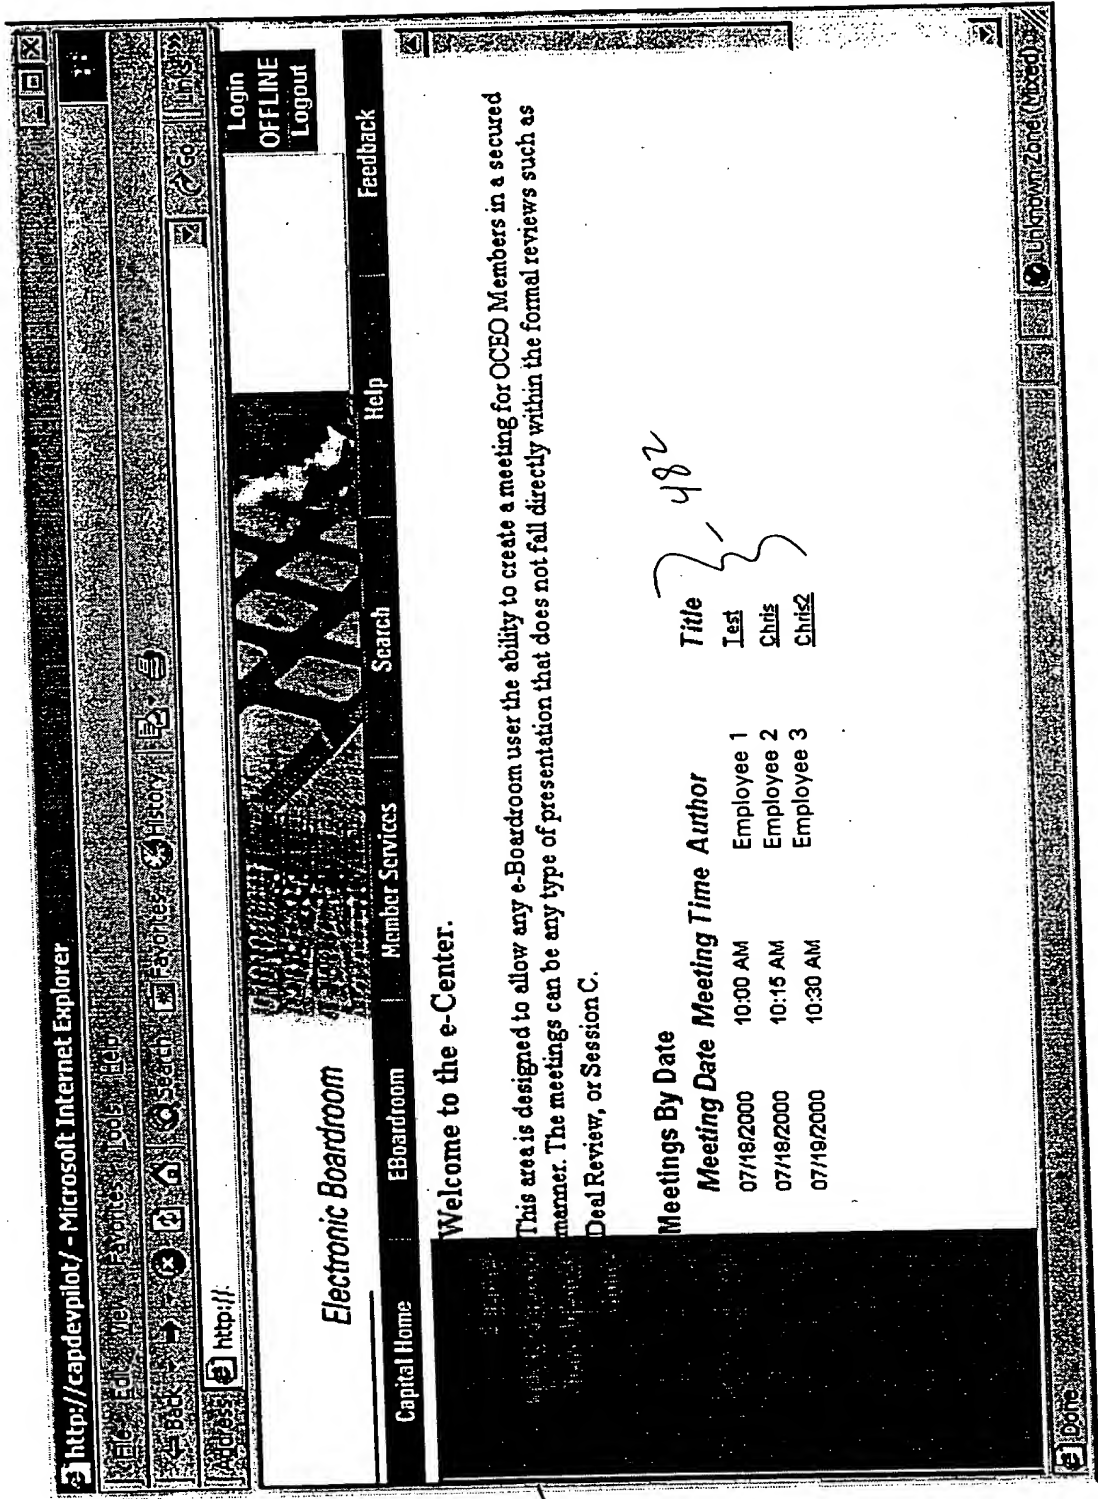 http://capdevpilot/ - Microsoft Internet Explorer
File Edit View Favorites Tools Help
Back Search Favorites History
Address http:// Go Links »
Electronic Boardroom
Login
OFFLINE
Logout
Capital Home EBoardroom Member Services Search Help Feedback
Welcome to the e-Center.
This area is designed to allow any e-Boardroom user the ability to create a meeting for OCEO Members in a secured
manner. The meetings can be any type of presentation that does not fall directly within the formal reviews such as
Deal Review, or Session C.
Meetings By Date
Meeting Date Meeting Time Author Title
07/18/2000 10:00 AM Employee 1 Test
07/18/2000 10:15 AM Employee 2 Chris
07/19/2000 10:30 AM Employee 3 Chris2
482
Done Unknown Zone (Mixed)